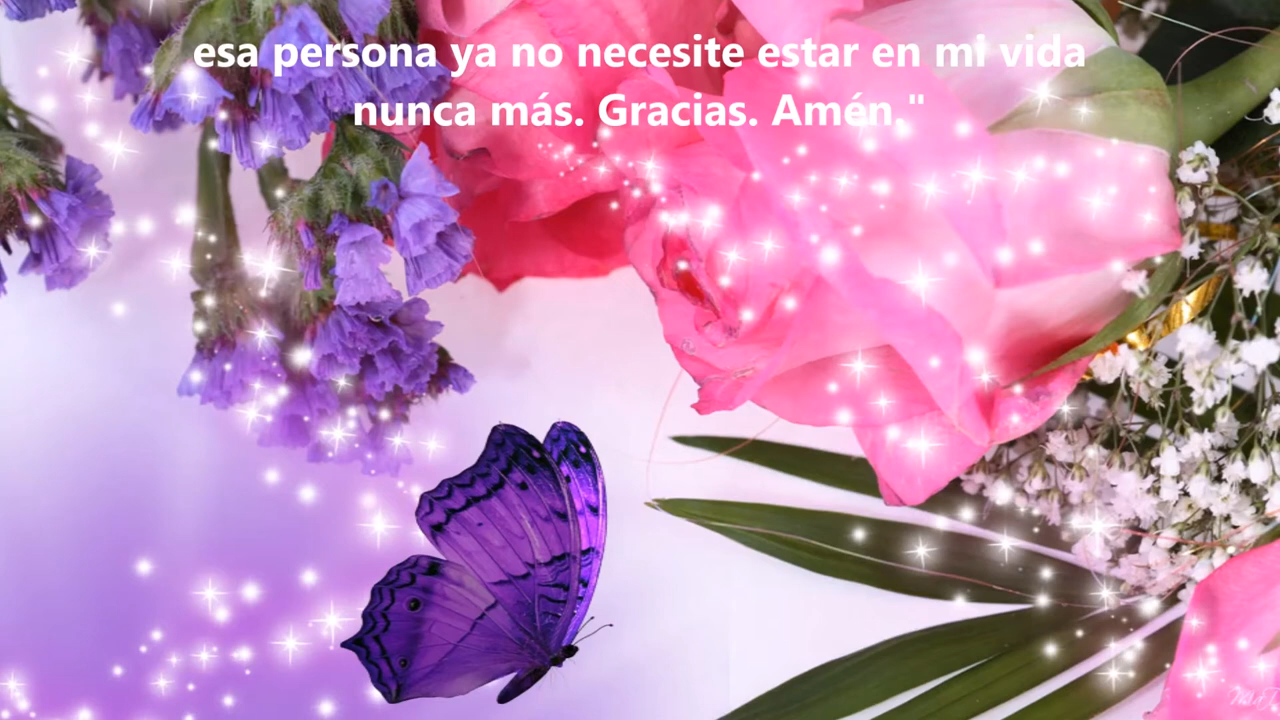 esa persona ya no necesite estar en mi vida
nunca más. Gracias. Amén."